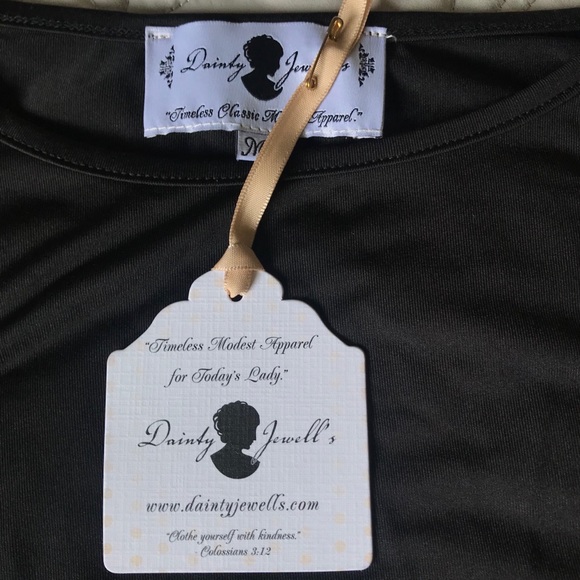 Dainty Jew l's
"Timeless Classic M Apparel."
M
"Timeless Modest Apparel
for Today's Lady."
Dainty Jewell's
www.daintyjewells.com
"Clothe yourself with kindness."
- Colossians 3:12